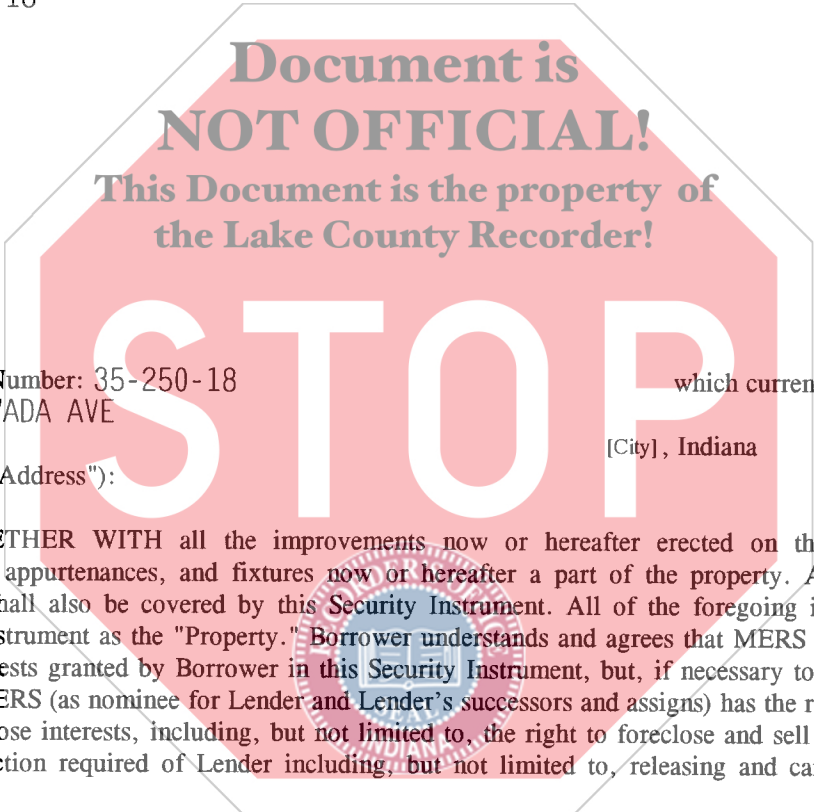 18
Document is
NOT OFFICIAL!
This Document is the property of
the Lake County Recorder!
STOP
Number: 35-250-18 which curren
ADA AVE
[City] , Indiana
Address"):
ETHER WITH all the improvements now or hereafter erected on th
appurtenances, and fixtures now or hereafter a part of the property. A
hall also be covered by this Security Instrument. All of the foregoing i
strument as the "Property." Borrower understands and agrees that MERS
ests granted by Borrower in this Security Instrument, but, if necessary to
ERS (as nominee for Lender and Lender's successors and assigns) has the r
ose interests, including, but not limited to, the right to foreclose and sell
ction required of Lender including, but not limited to, releasing and ca
SEAL
INDIANA